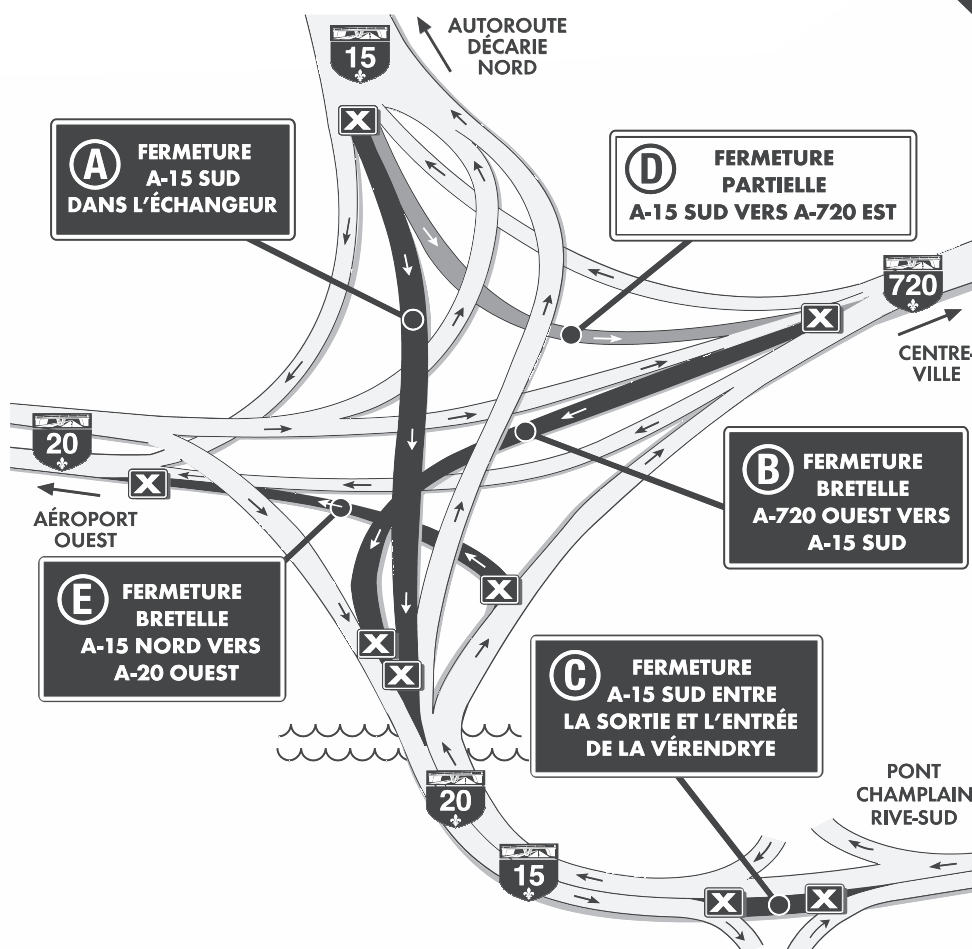 AUTOROUTE
DÉCARIE
NORD
15
A
FERMETURE
A-15 SUD
DANS L'ÉCHANGEUR
D
FERMETURE
PARTIELLE
A-15 SUD VERS A-720 EST
720
CENTRE-
VILLE
20
AÉROPORT
OUEST
B
FERMETURE
BRETELLE
A-720 OUEST VERS
A-15 SUD
E
FERMETURE
BRETELLE
A-15 NORD VERS
A-20 OUEST
C
FERMETURE
A-15 SUD ENTRE
LA SORTIE ET L'ENTRÉE
DE LA VÉRENDRYE
20
PONT
CHAMPLAIN
RIVE-SUD
15
X
X
X
X
X
X
X
X